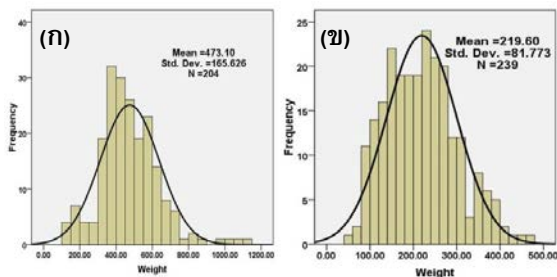 (ก)
Mean =473.10
Std. Dev. =165.626
N =204
Frequency
40
30
20
10
0
0.00 200.00 400.00 600.00 800.00 1000.00 1200.00
Weight
(ข)
Mean =219.60
Std. Dev. =81.773
N =239
Frequency
25
20
15
10
5
0
0.00 100.00 200.00 300.00 400.00 500.00
Weight